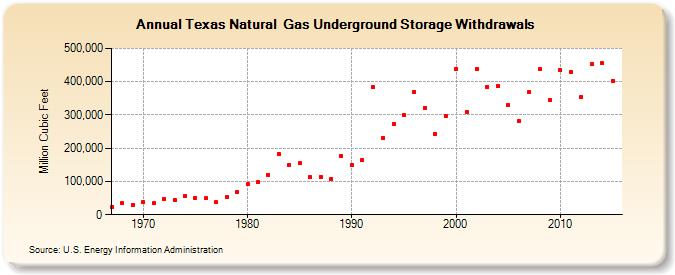 Annual Texas Natural  Gas Underground Storage Withdrawals
Million Cubic Feet
500,000
400,000
300,000
200,000
100,000
0
1970 1980 1990 2000 2010
Source: U.S. Energy Information Administration